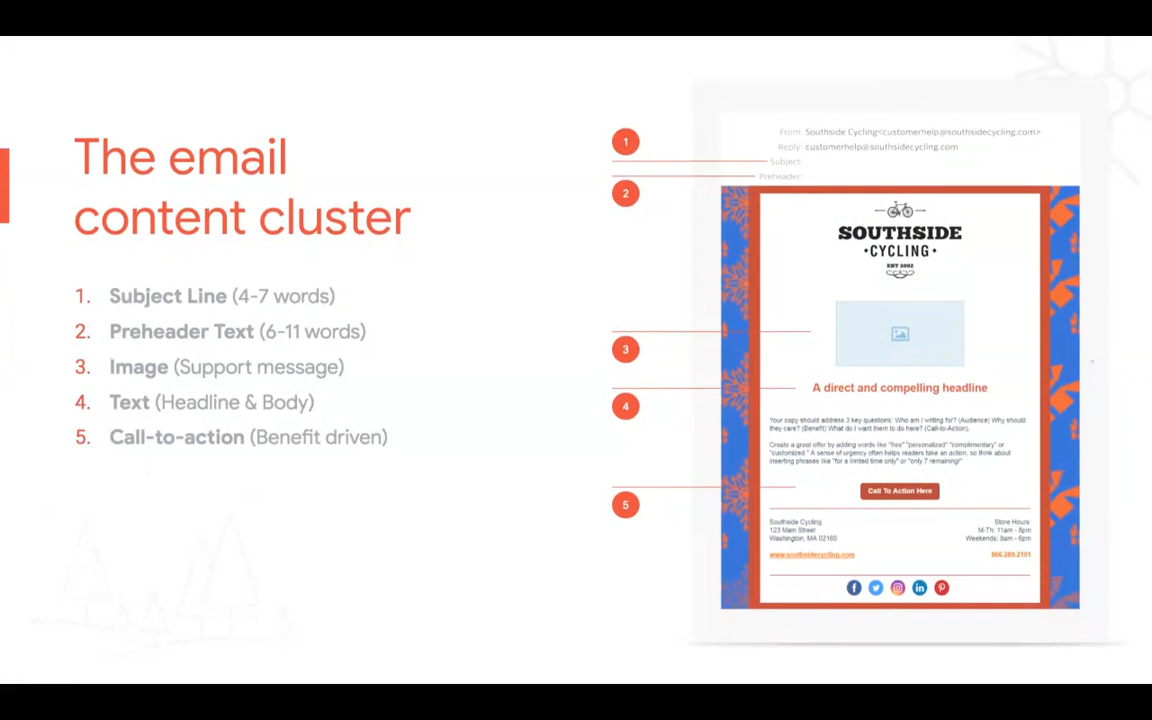 The email
content cluster
1. Subject Line (4-7 words)
2. Preheader Text (6-11 words)
3. Image (Support message)
4. Text (Headline & Body)
5. Call-to-action (Benefit driven)
1
2
3
4
5
From: Southside Cycling<customerhelp@southsidecycling.com>
Reply: customerhelp@southsidecycling.com
Subject:
Preheader:
SOUTHSIDE
•CYCLING•
EST 2002
A direct and compelling headline
Your copy should address 3 key questions: Who am I writing for? (Audience) Why should
they care? (Benefit) What do I want them to do here? (Call-to-Action).
Create a great offer by adding words like "free" "personalized" "complimentary" or
"customized." A sense of urgency often helps readers take an action, so think about
inserting phrases like "for a limited time only" or "only 7 remaining!"
Call To Action Here
Southside Cycling
123 Main Street
Washington, MA 02160
www.southsidecycling.com
Store Hours:
M-Th: 11am - 8pm
Weekends: 8am - 6pm
866.289.2101